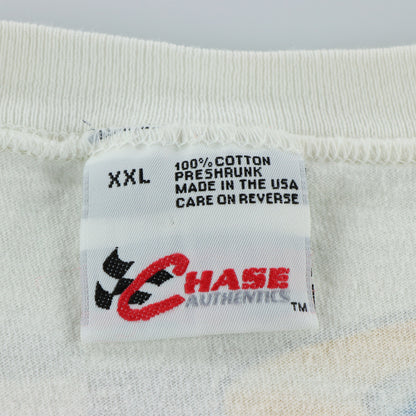 XXL
100% COTTON
PRESHRUNK
MADE IN THE USA
CARE ON REVERSE
CHASE
AUTHENTICS
TM